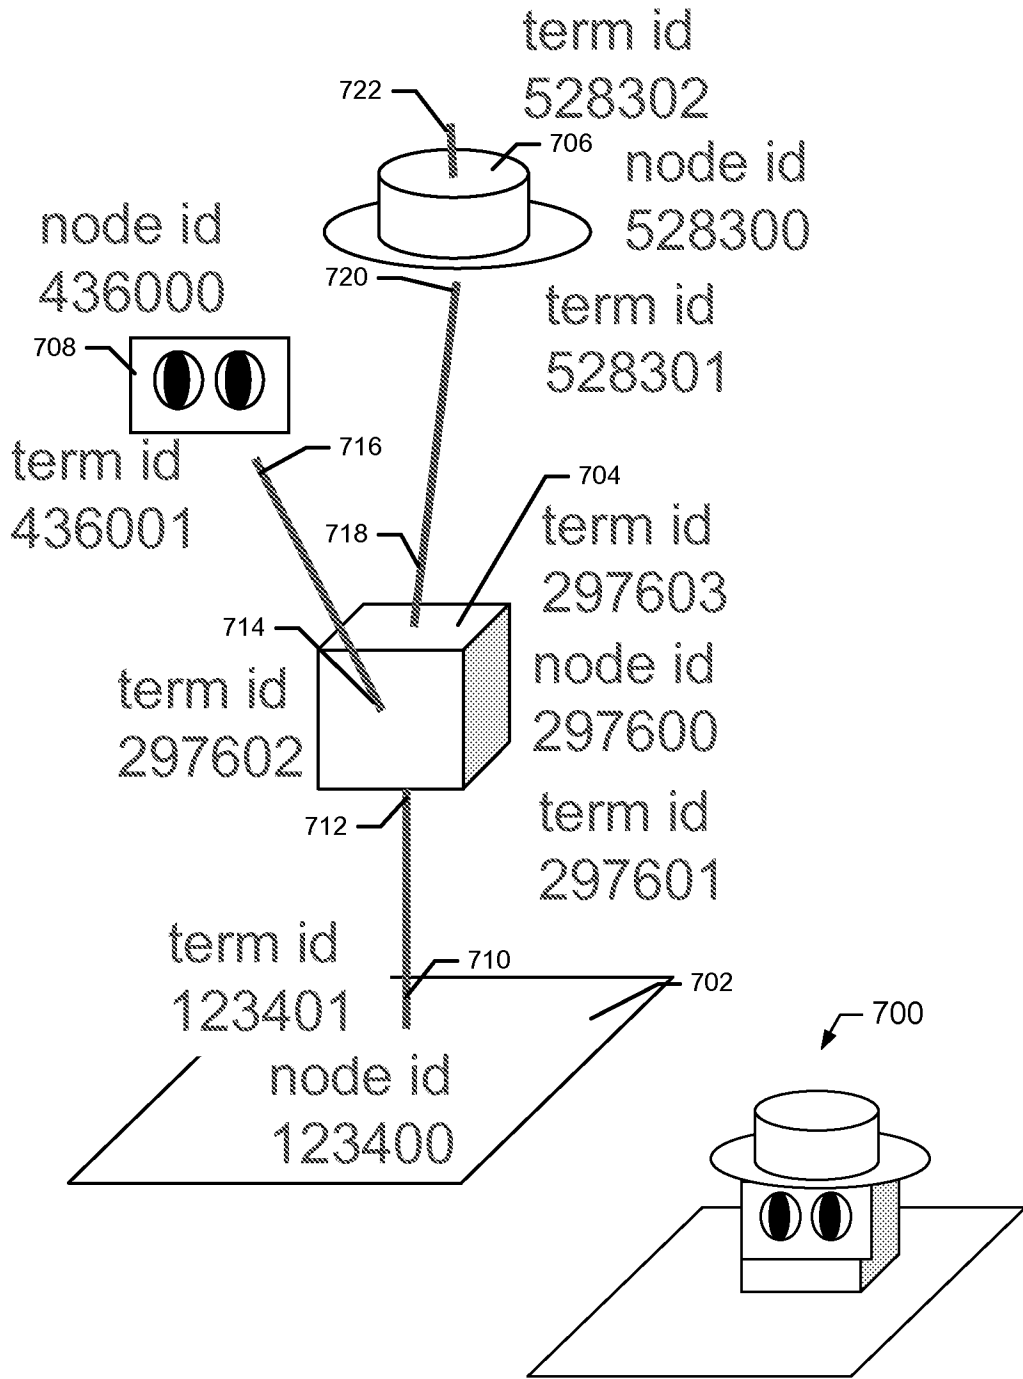 term id
528302
722
706
node id
528300
node id
436000
720
term id
528301
708
term id
436001
716
704
718
term id
297603
714
node id
297600
term id
297602
712
term id
297601
term id
123401
710
702
700
node id
123400